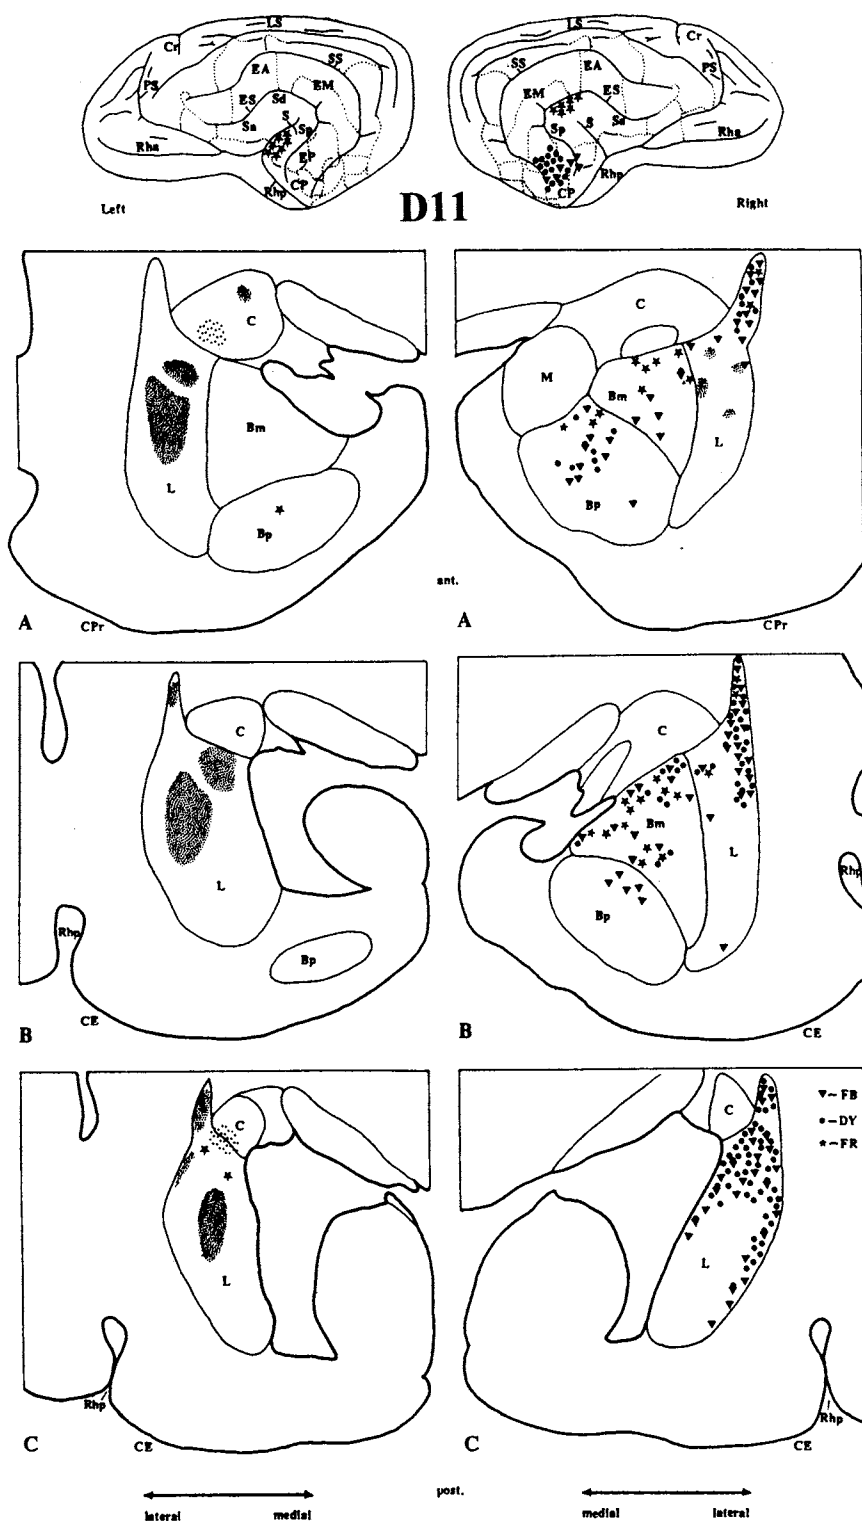 LS LS
Cr Cr
SS SS
EA EA
PS PS
EM EM
ES ES
Sd Sd
S S
Sa Sp Sp
Rha EP Rha
CP CP
Rhp Rhp
Left D11 Right
C C
M
Bm Bm
L L
Bp Bp
ant.
A CPr A CPr
C C
Bm
L L
Rhp Rhp
Bp Bp
B CE B CE
C C
▼ – FB
● – DY
★ – FR
L L
Rhp Rhp
C CE C CE
post.
lateral medial medial lateral